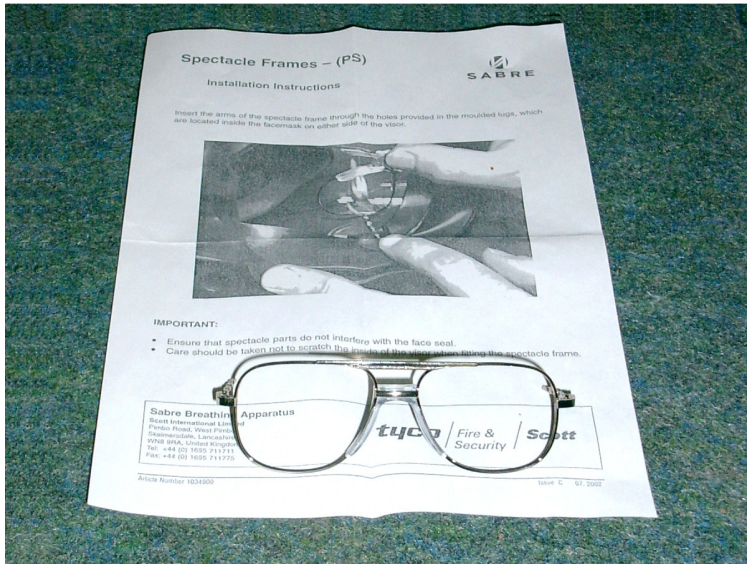 Spectacle Frames – (PS)
SABRE
Installation Instructions
Insert the arms of the spectacle frame through the holes provided in the moulded lugs, which
are located inside the facemask on either side of the visor.
IMPORTANT:
• Ensure that spectacle parts do not interfere with the face seal.
• Care should be taken not to scratch the inside of the visor when fitting the spectacle frame.
Sabre Breathing Apparatus
Scott International Limited
Pimbo Road, West Pimbo
Skelmersdale, Lancashire
WN8 9RA, United Kingdom
Tel: +44 (0) 1695 711711
Fax: +44 (0) 1695 711775
tyco
Fire &
Security
Scott
Article Number 1034900
Issue C 07.2002